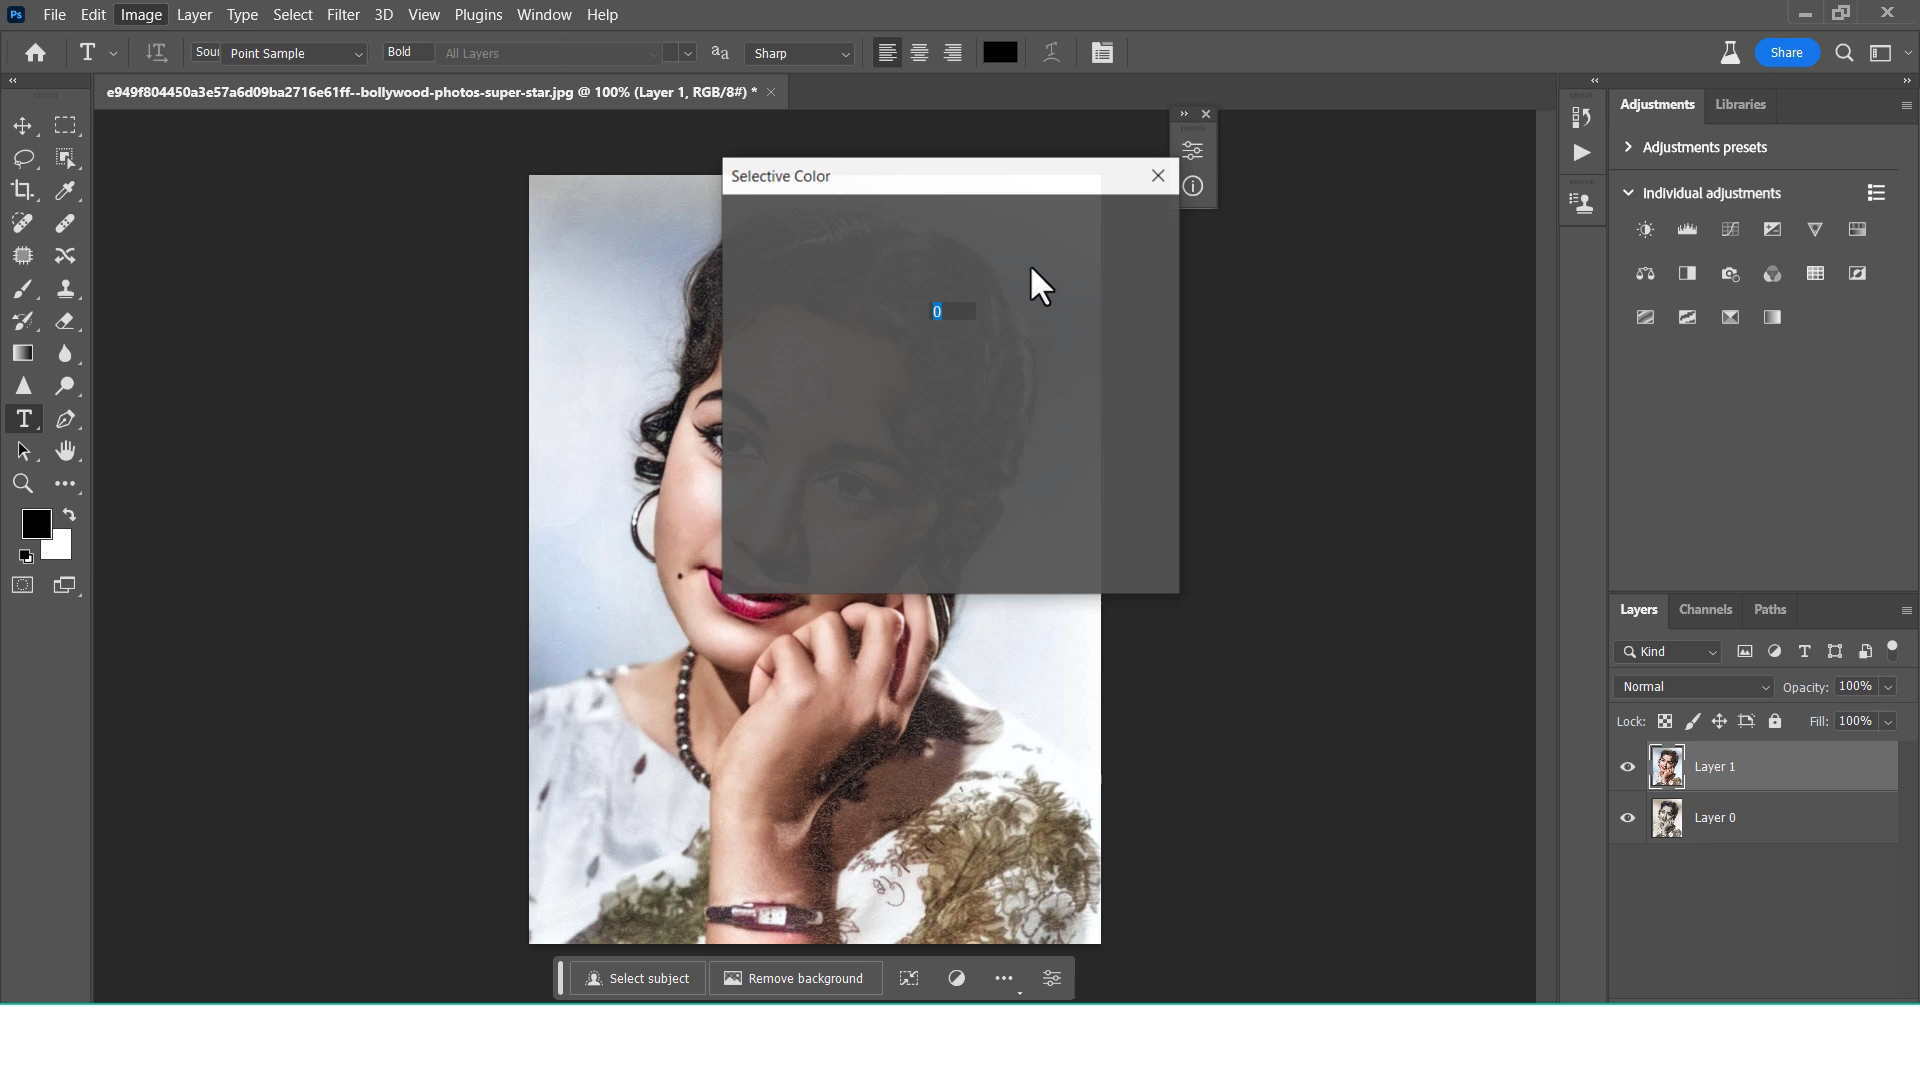 Ps File Edit Image Layer Type Select Filter 3D View Plugins Window Help
T Sour Point Sample Bold All Layers aa Sharp Share
e949f804450a3e57a6d09ba2716e61ff--bollywood-photos-super-star.jpg @ 100% (Layer 1, RGB/8#) *
Adjustments Libraries
Adjustments presets
Selective Color
Individual adjustments
0
Layers Channels Paths
Kind
Normal Opacity: 100%
Lock: Fill: 100%
Layer 1
Layer 0
Select subject Remove background